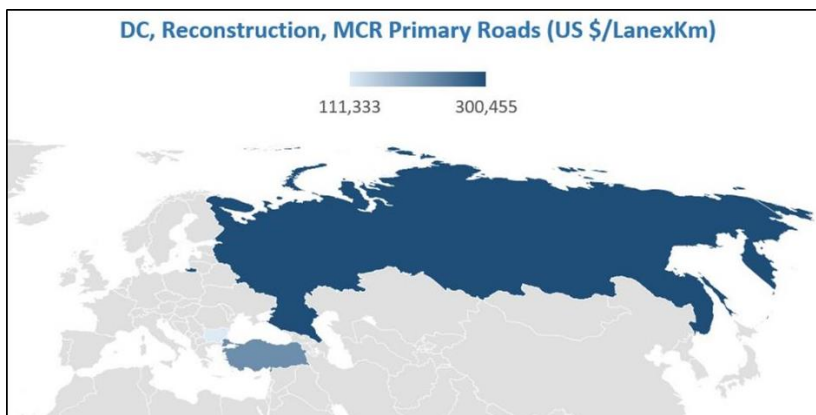 DC, Reconstruction, MCR Primary Roads (US $/LanexKm)
111,333 300,455